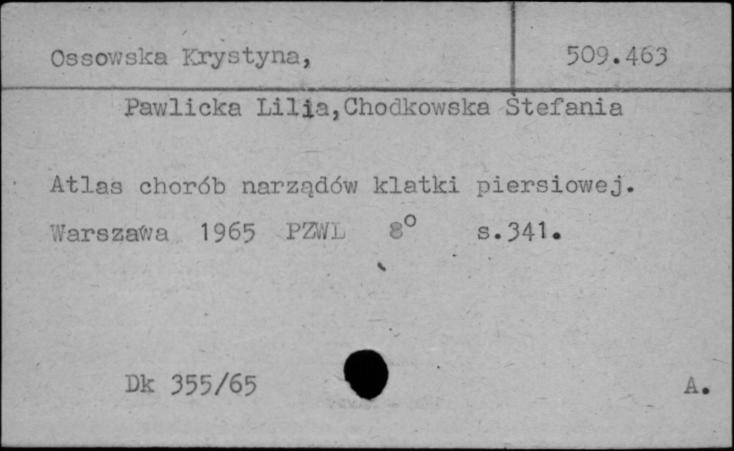 Ossowska Krystyna, 509.463
Pawlicka Lilia,Chodkowska Stefania
Atlas chorób narządów klatki piersiowej.
Warszawa 1965 PZWL 8° s.341.
Dk 355/65 A.